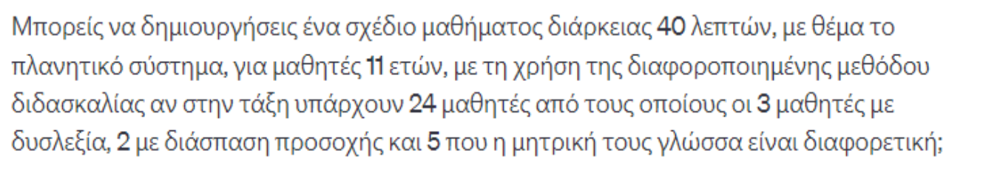 Μπορείς να δημιουργήσεις ένα σχέδιο μαθήματος διάρκειας 40 λεπτών, με θέμα το
πλανητικό σύστημα, για μαθητές 11 ετών, με τη χρήση της διαφοροποιημένης μεθόδου
διδασκαλίας αν στην τάξη υπάρχουν 24 μαθητές από τους οποίους οι 3 μαθητές με
δυσλεξία, 2 με διάσπαση προσοχής και 5 που η μητρική τους γλώσσα είναι διαφορετική;